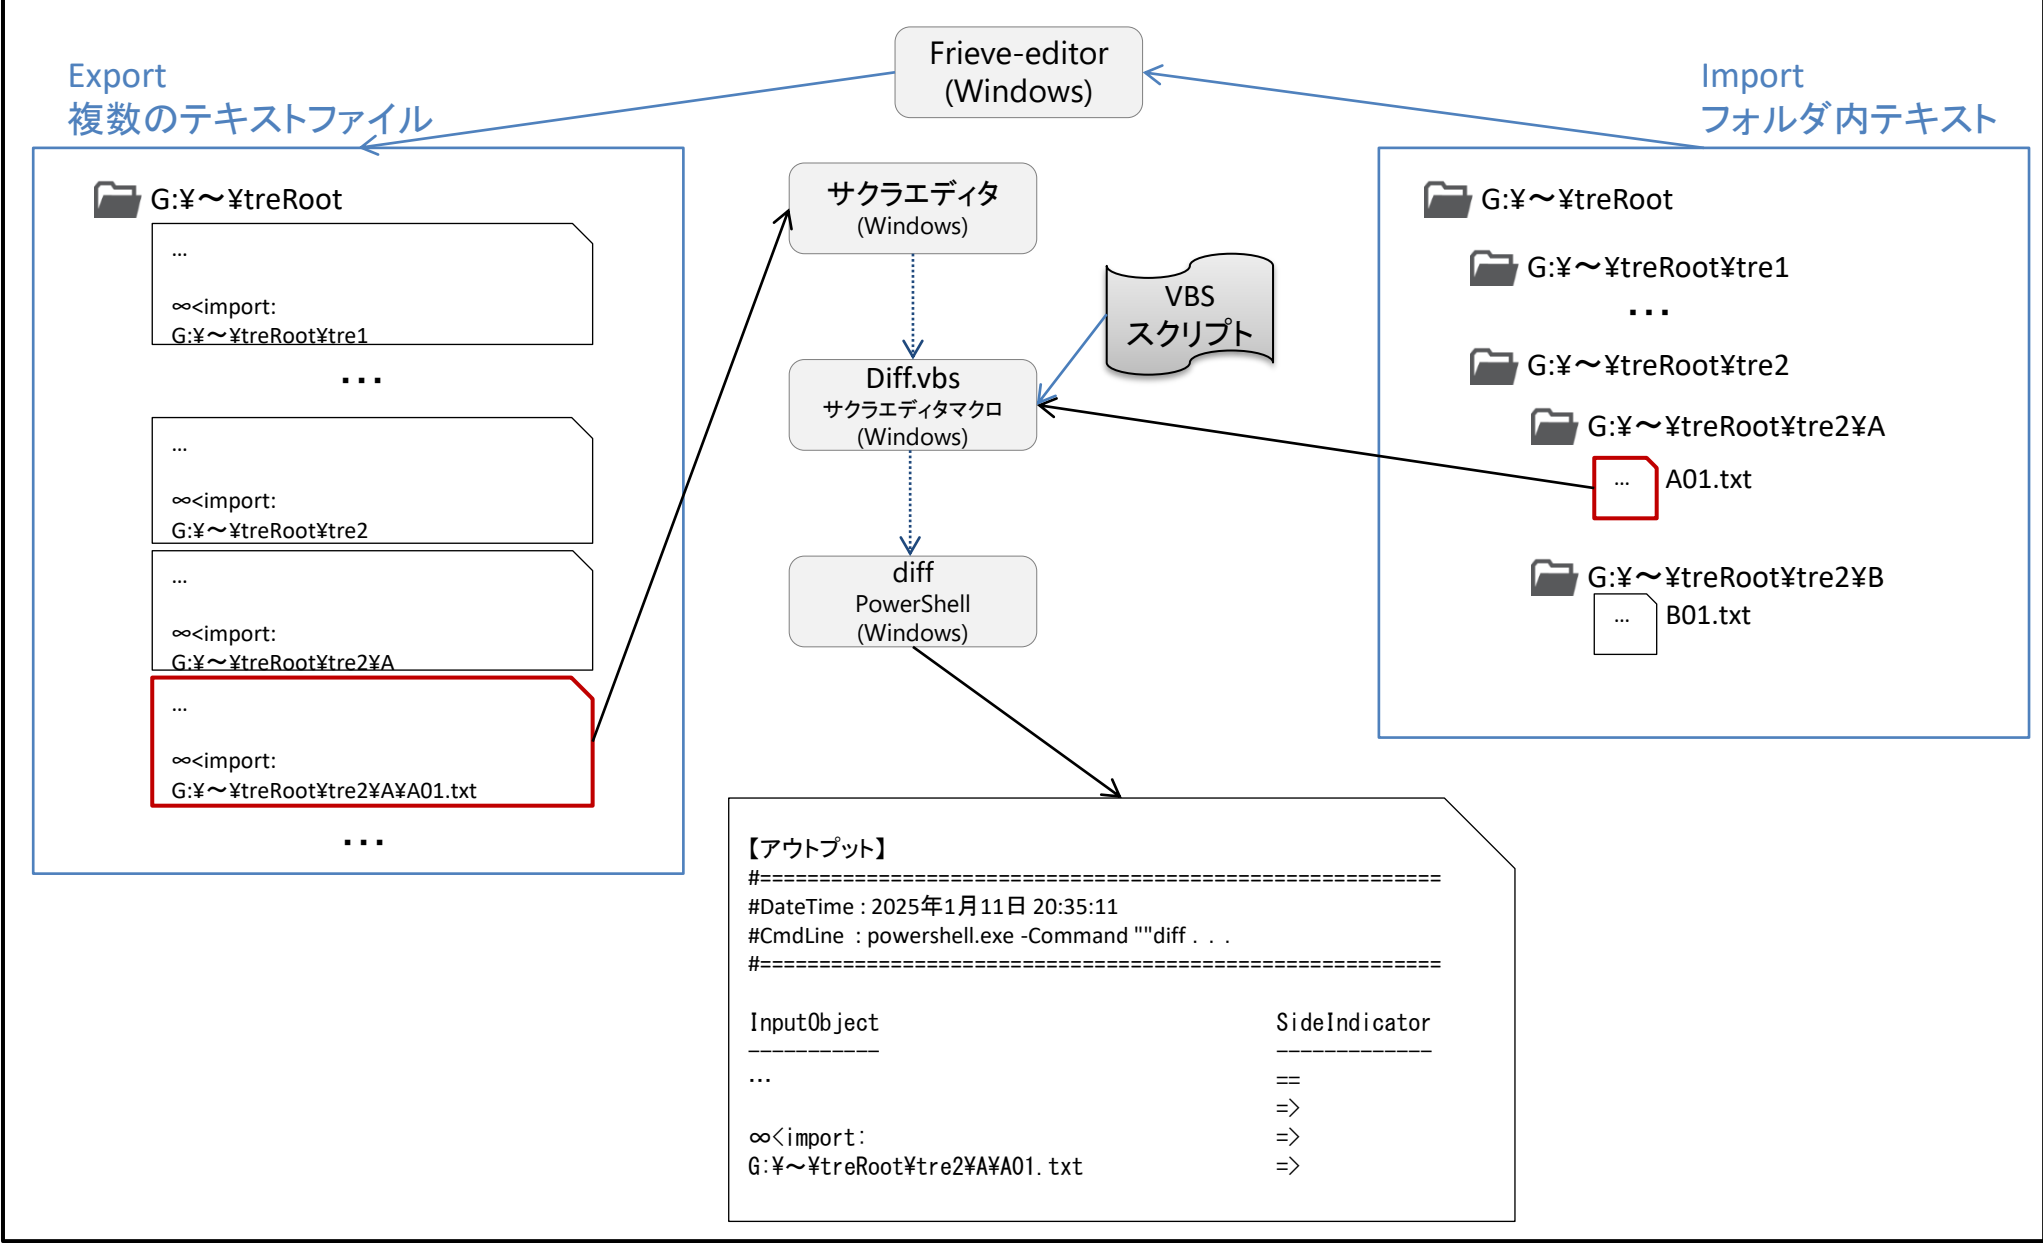 Frieve-editor
(Windows)
Export
複数のテキストファイル
Import
フォルダ内テキスト
G:¥～¥treRoot
...
∞<import:
G:¥～¥treRoot¥tre1
...
...
∞<import:
G:¥～¥treRoot¥tre2
...
∞<import:
G:¥～¥treRoot¥tre2¥A
...
∞<import:
G:¥～¥treRoot¥tre2¥A¥A01.txt
...
サクラエディタ
(Windows)
VBS
スクリプト
Diff.vbs
サクラエディタマクロ
(Windows)
diff
PowerShell
(Windows)
G:¥～¥treRoot
G:¥～¥treRoot¥tre1
...
G:¥～¥treRoot¥tre2
G:¥～¥treRoot¥tre2¥A
... A01.txt
G:¥～¥treRoot¥tre2¥B
... B01.txt
【アウトプット】
#==========================================================
#DateTime : 2025年1月11日 20:35:11
#CmdLine : powershell.exe -Command ""diff . . .
#==========================================================
InputObject SideIndicator
----------- -------------
... ==
=>
∞<import: =>
G:¥～¥treRoot¥tre2¥A¥A01.txt =>